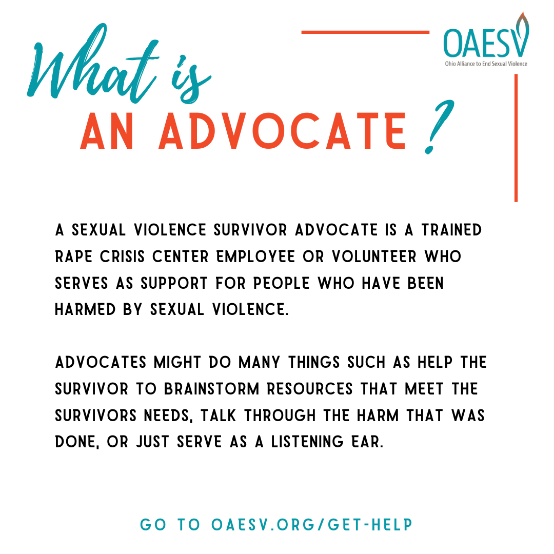 What is
AN ADVOCATE?
OAESV
Ohio Alliance to End Sexual Violence
A SEXUAL VIOLENCE SURVIVOR ADVOCATE IS A TRAINED
RAPE CRISIS CENTER EMPLOYEE OR VOLUNTEER WHO
SERVES AS SUPPORT FOR PEOPLE WHO HAVE BEEN
HARMED BY SEXUAL VIOLENCE.
ADVOCATES MIGHT DO MANY THINGS SUCH AS HELP THE
SURVIVOR TO BRAINSTORM RESOURCES THAT MEET THE
SURVIVORS NEEDS, TALK THROUGH THE HARM THAT WAS
DONE, OR JUST SERVE AS A LISTENING EAR.
GO TO OAESV.ORG/GET-HELP